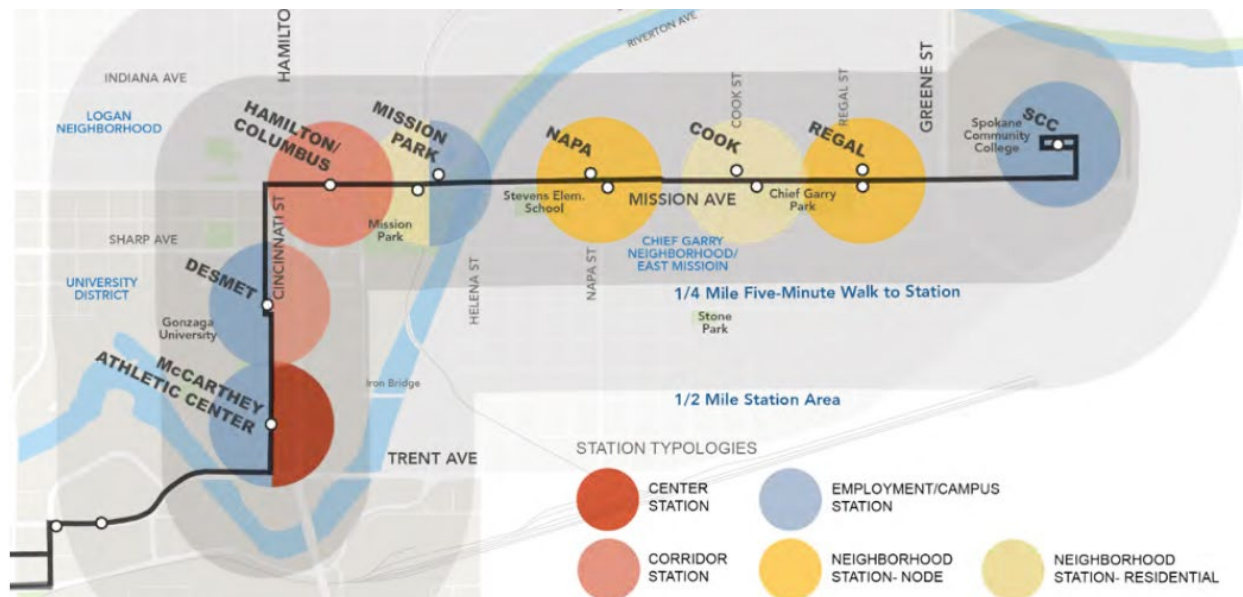 HAMILTON
RIVERTON AVE
GREENE ST
INDIANA AVE
LOGAN
NEIGHBORHOOD
HAMILTON/
COLUMBUS
MISSION
PARK
NAPA
COOK
COOK ST
REGAL
REGAL ST
SCC
Spokane
Community
College
Stevens Elem.
School
MISSION AVE
Chief Garry
Park
Mission
Park
SHARP AVE
CINCINNATI ST
DESMET
UNIVERSITY
DISTRICT
Gonzaga
University
HELENA ST
NAPA ST
CHIEF GARRY
NEIGHBORHOOD/
EAST MISSIOIN
1/4 Mile Five-Minute Walk to Station
Stone
Park
McCARTHEY
ATHLETIC CENTER
Iron Bridge
1/2 Mile Station Area
TRENT AVE
STATION TYPOLOGIES
CENTER
STATION
EMPLOYMENT/CAMPUS
STATION
CORRIDOR
STATION
NEIGHBORHOOD
STATION- NODE
NEIGHBORHOOD
STATION- RESIDENTIAL